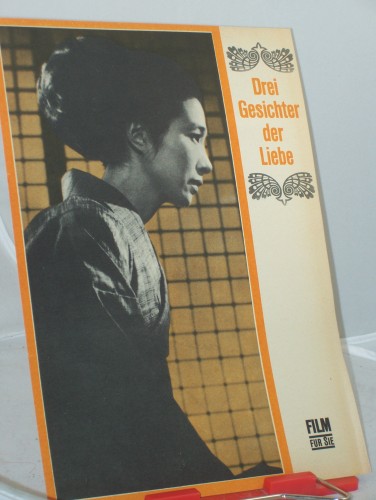 Drei
Gesichter
der
Liebe
FILM
FÜR SIE